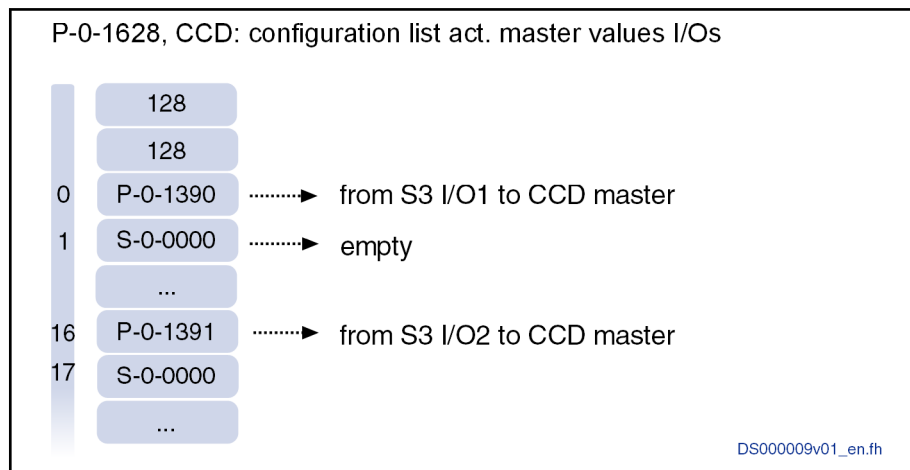 P-0-1628, CCD: configuration list act. master values I/Os
128
128
0 P-0-1390 from S3 I/O1 to CCD master
1 S-0-0000 empty
...
16 P-0-1391 from S3 I/O2 to CCD master
17 S-0-0000
...
DS000009v01_en.fh